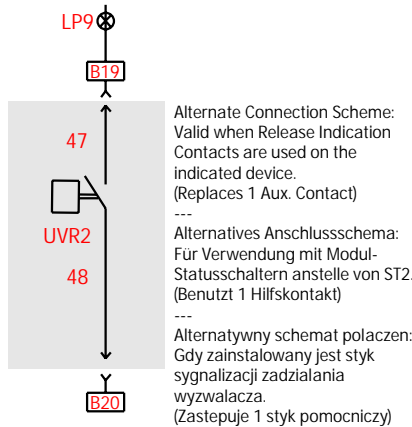 LP9
B19
47
UVR2
48
B20
Alternate Connection Scheme:
Valid when Release Indication
Contacts are used on the
indicated device.
(Replaces 1 Aux. Contact)
---
Alternatives Anschlussschema:
Für Verwendung mit Modul-
Statusschaltern anstelle von ST2.
(Benutzt 1 Hilfskontakt)
---
Alternatywny schemat polaczen:
Gdy zainstalowany jest styk
sygnalizacji zadzialania
wyzwalacza.
(Zastepuje 1 styk pomocniczy)